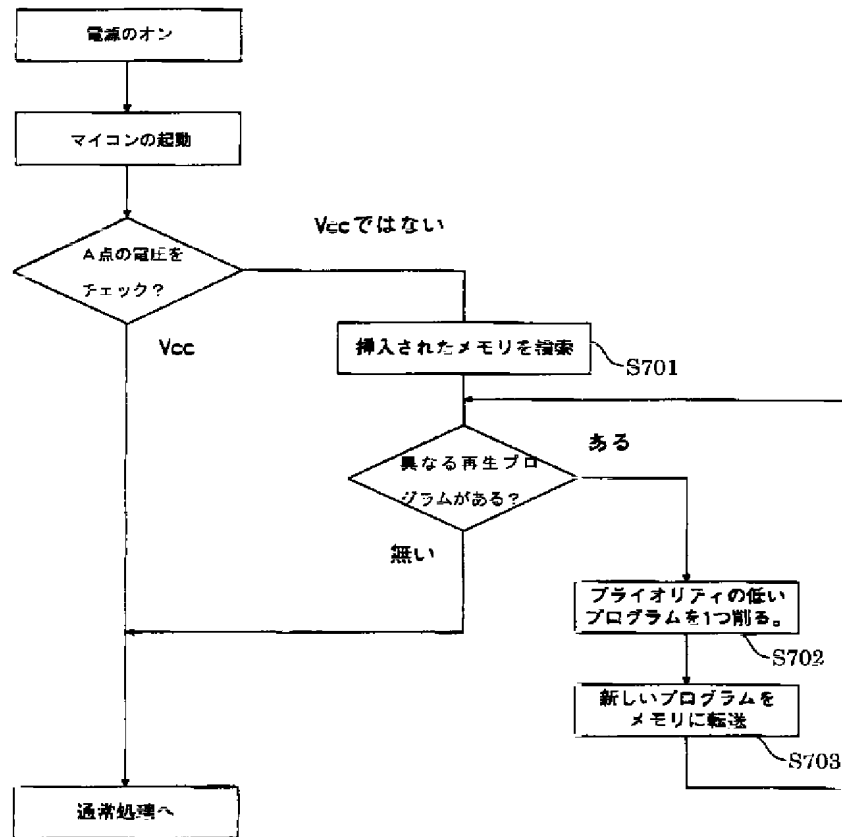 電源のオン
マイコンの起動
Vccではない
A点の電圧を
チェック?
Vcc
挿入されたメモリを検索
S701
ある
異なる再生プロ
グラムがある?
無い
プライオリティの低い
プログラムを1つ削る。
S702
新しいプログラムを
メモリに転送
S703
通常処理へ